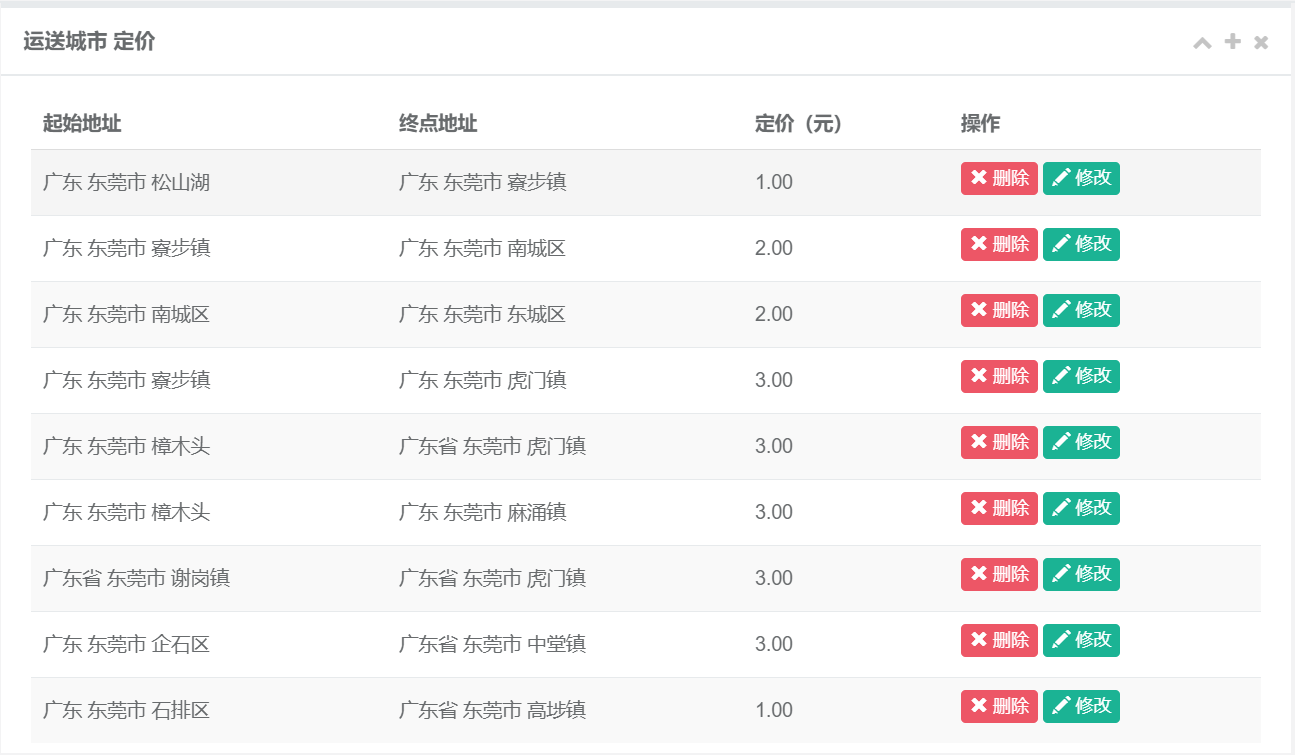 运送城市 定价
起始地址 终点地址 定价（元） 操作
广东 东莞市 松山湖 广东 东莞市 寮步镇 1.00 删除 修改
广东 东莞市 寮步镇 广东 东莞市 南城区 2.00 删除 修改
广东 东莞市 南城区 广东 东莞市 东城区 2.00 删除 修改
广东 东莞市 寮步镇 广东 东莞市 虎门镇 3.00 删除 修改
广东 东莞市 樟木头 广东省 东莞市 虎门镇 3.00 删除 修改
广东 东莞市 樟木头 广东 东莞市 麻涌镇 3.00 删除 修改
广东省 东莞市 谢岗镇 广东省 东莞市 虎门镇 3.00 删除 修改
广东 东莞市 企石区 广东省 东莞市 中堂镇 3.00 删除 修改
广东 东莞市 石排区 广东省 东莞市 高埗镇 1.00 删除 修改